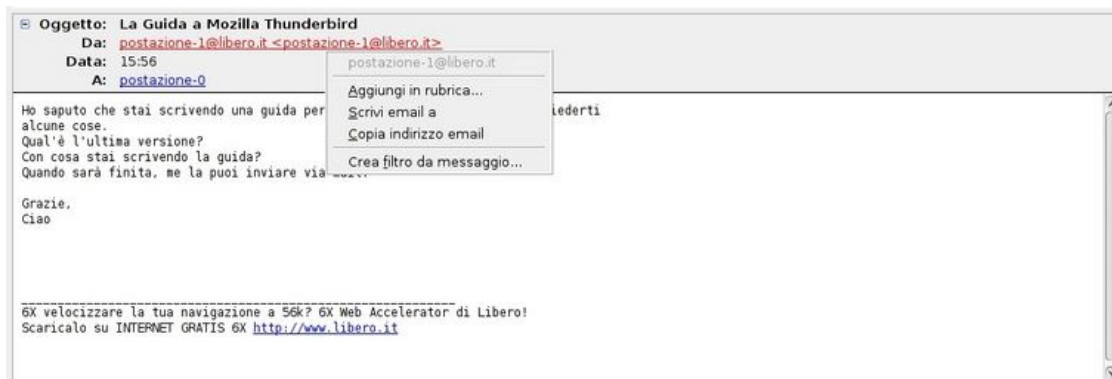 Oggetto: La Guida a Mozilla Thunderbird
Da: postazione-1@libero.it <postazione-1@libero.it>
Data: 15:56
A: postazione-0
postazione-1@libero.it
Aggiungi in rubrica...
Scrivi email a
Copia indirizzo email
Crea filtro da messaggio...
Ho saputo che stai scrivendo una guida per
alcune cose.
Qual'è l'ultima versione?
Con cosa stai scrivendo la guida?
Quando sarà finita, me la puoi inviare via
Grazie,
Ciao
6X velocizzare la tua navigazione a 56k? 6X Web Accelerator di Libero!
Scaricalo su INTERNET GRATIS 6X http://www.libero.it